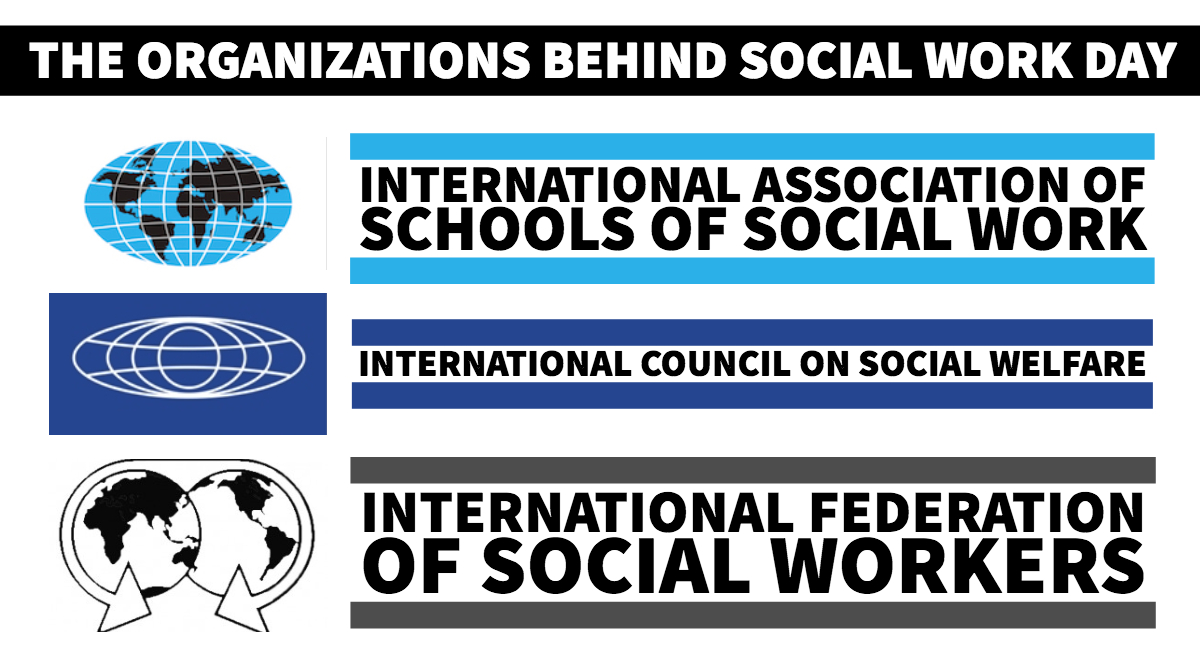 THE ORGANIZATIONS BEHIND SOCIAL WORK DAY
INTERNATIONAL ASSOCIATION OF
SCHOOLS OF SOCIAL WORK
INTERNATIONAL COUNCIL ON SOCIAL WELFARE
INTERNATIONAL FEDERATION
OF SOCIAL WORKERS